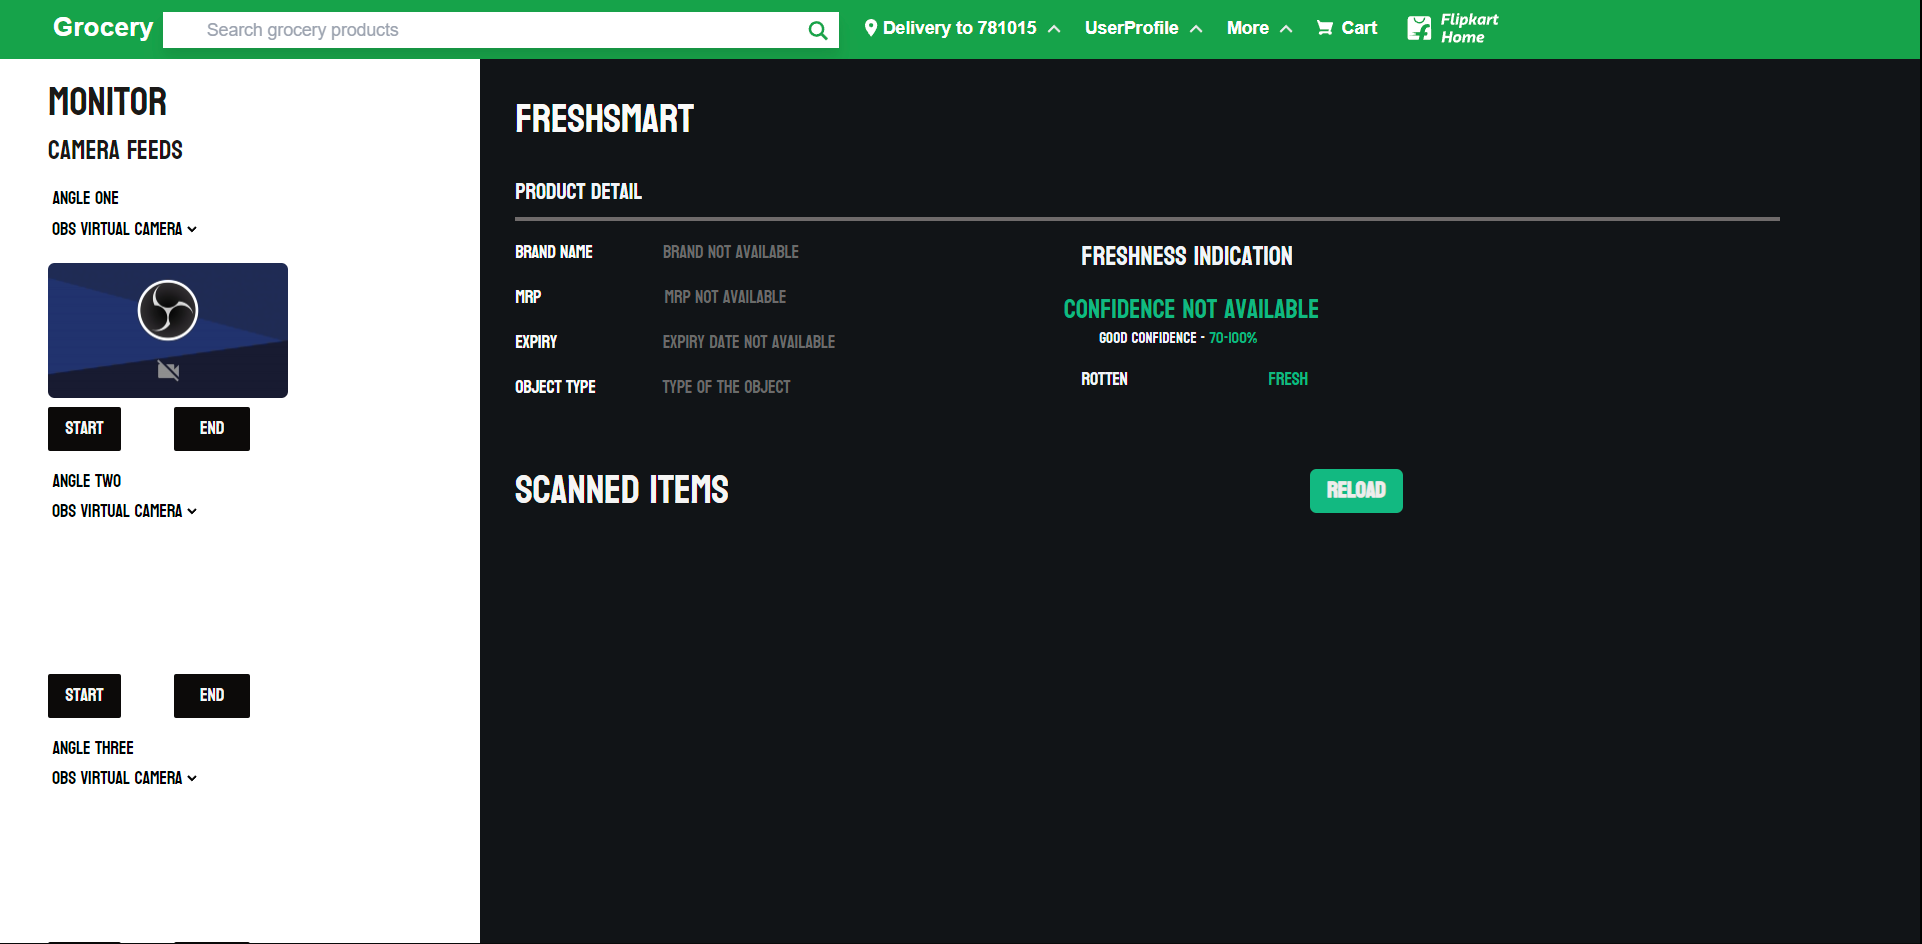 Grocery
Search grocery products
Delivery to 781015
UserProfile
More
Cart
Flipkart
Home
MONITOR
CAMERA FEEDS
ANGLE ONE
OBS VIRTUAL CAMERA
START
END
ANGLE TWO
OBS VIRTUAL CAMERA
START
END
ANGLE THREE
OBS VIRTUAL CAMERA
FRESHSMART
PRODUCT DETAIL
BRAND NAME BRAND NOT AVAILABLE
MRP MRP NOT AVAILABLE
EXPIRY EXPIRY DATE NOT AVAILABLE
OBJECT TYPE TYPE OF THE OBJECT
FRESHNESS INDICATION
CONFIDENCE NOT AVAILABLE
GOOD CONFIDENCE - 70-100%
ROTTEN FRESH
SCANNED ITEMS
RELOAD